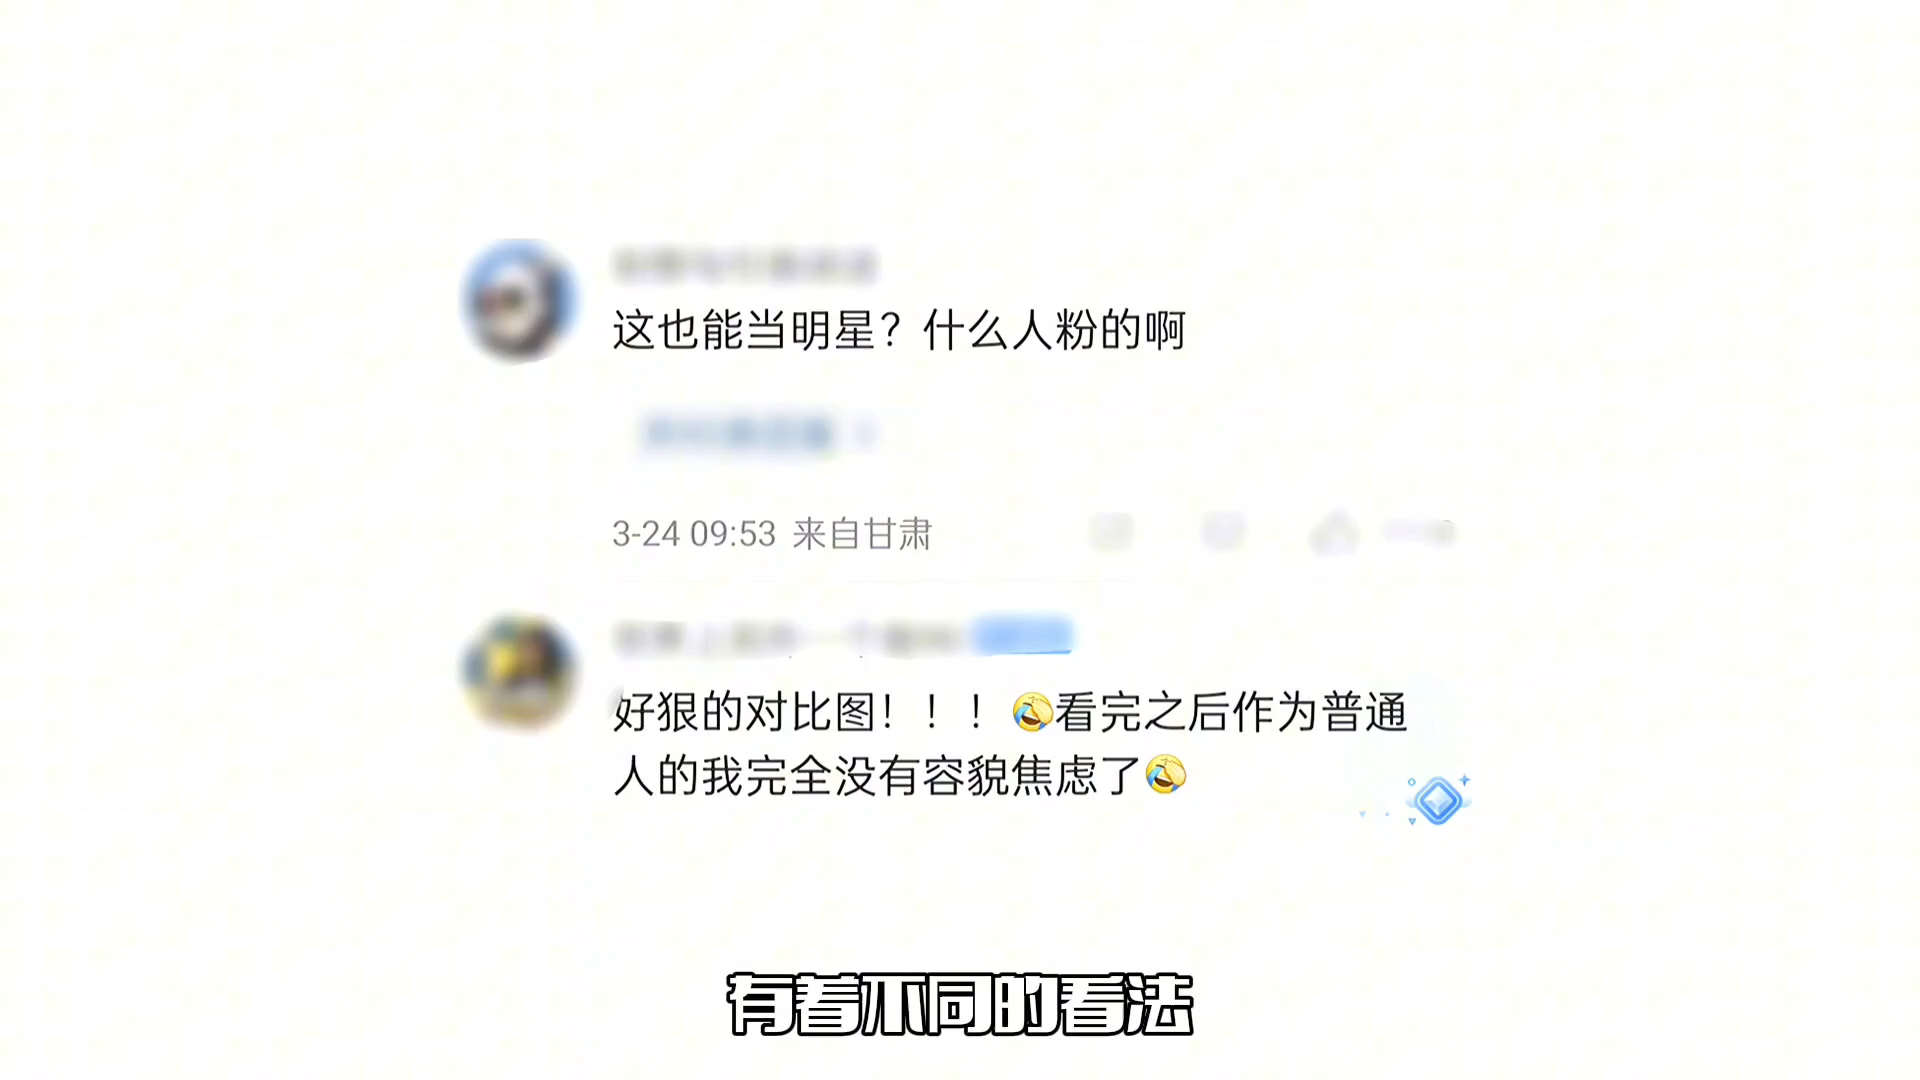 这也能当明星？什么人粉的啊
3-24 09:53 来自甘肃
好狠的对比图！！！🤣看完之后作为普通
人的我完全没有容貌焦虑了🤣
有着不同的看法